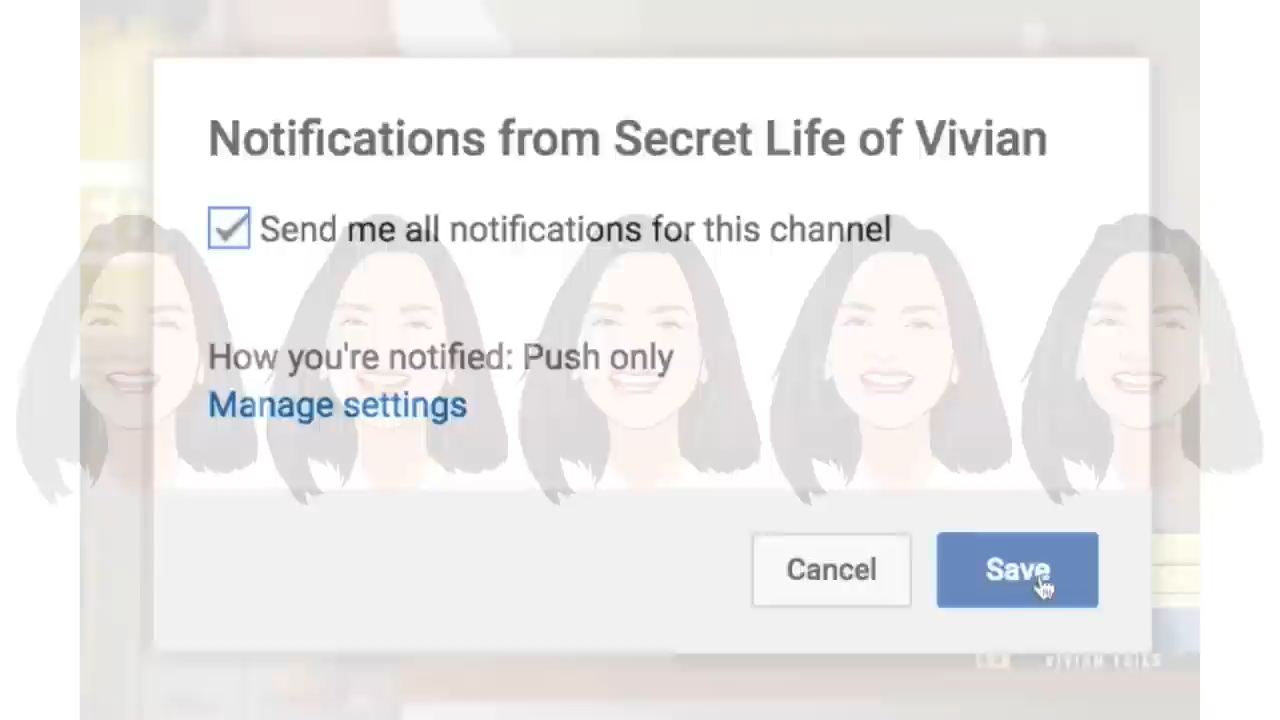 Notifications from Secret Life of Vivian
Send me all notifications for this channel
How you're notified: Push only
Manage settings
Cancel
Save